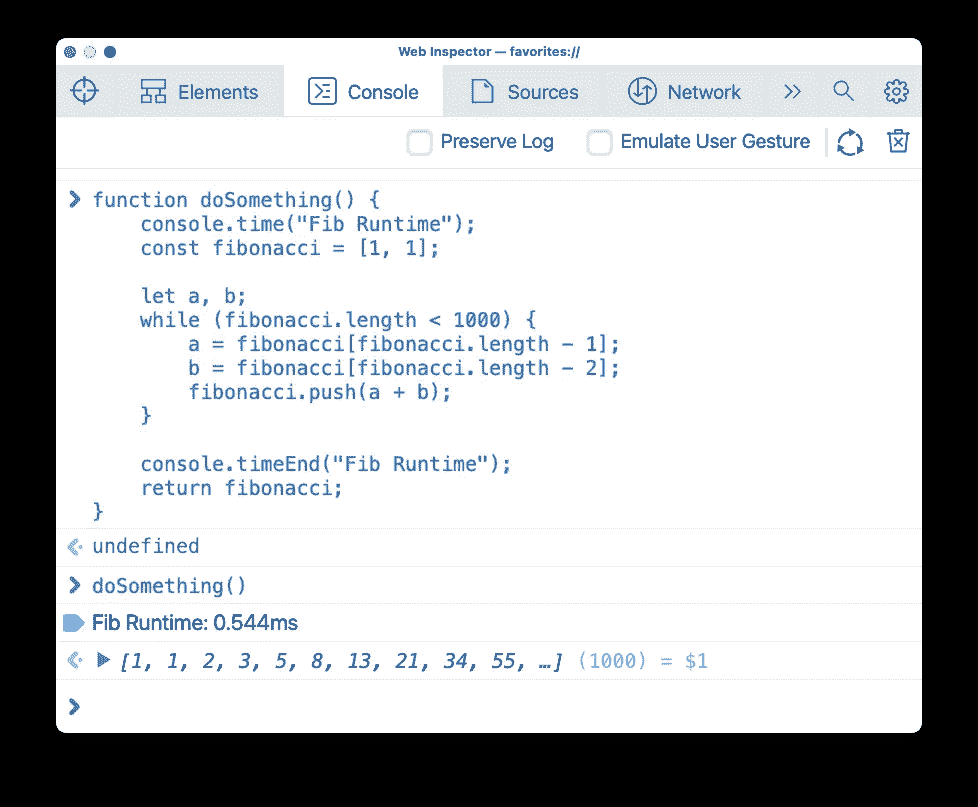 Web Inspector — favorites://
Elements Console Sources Network
Preserve Log Emulate User Gesture
function doSomething() {
    console.time("Fib Runtime");
    const fibonacci = [1, 1];

    let a, b;
    while (fibonacci.length < 1000) {
        a = fibonacci[fibonacci.length - 1];
        b = fibonacci[fibonacci.length - 2];
        fibonacci.push(a + b);
    }

    console.timeEnd("Fib Runtime");
    return fibonacci;
}
undefined
doSomething()
Fib Runtime: 0.544ms
[1, 1, 2, 3, 5, 8, 13, 21, 34, 55, …] (1000) = $1